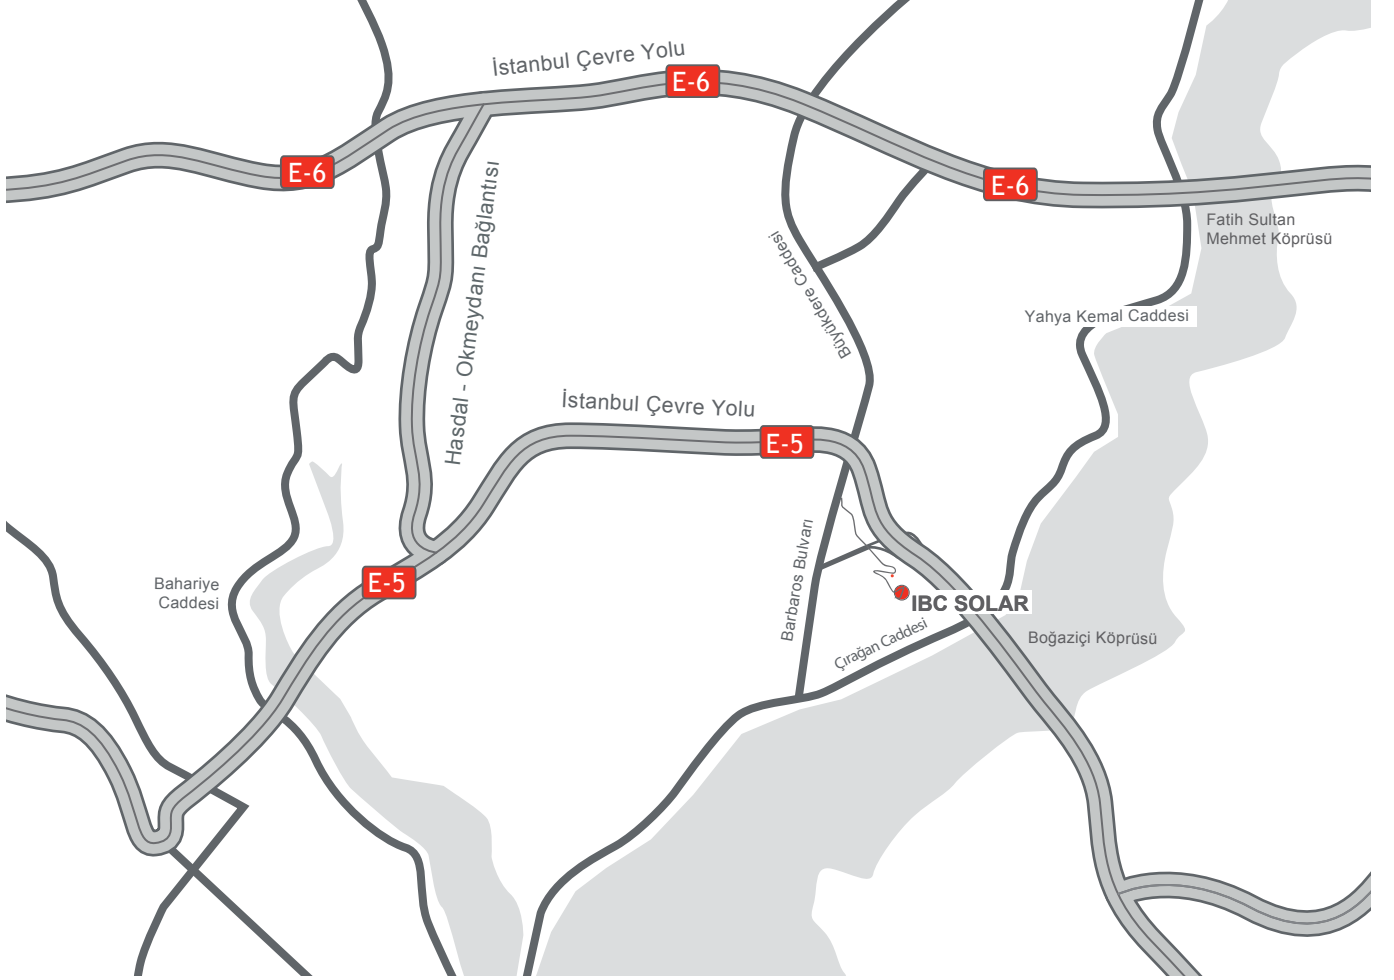 İstanbul Çevre Yolu
E-6
E-6
E-6
Hasdal - Okmeydanı Bağlantısı
Fatih Sultan
Mehmet Köprüsü
Büyükdere Caddesi
Yahya Kemal Caddesi
İstanbul Çevre Yolu
E-5
Barbaros Bulvarı
E-5
Bahariye
Caddesi
IBC SOLAR
Çırağan Caddesi
Boğaziçi Köprüsü